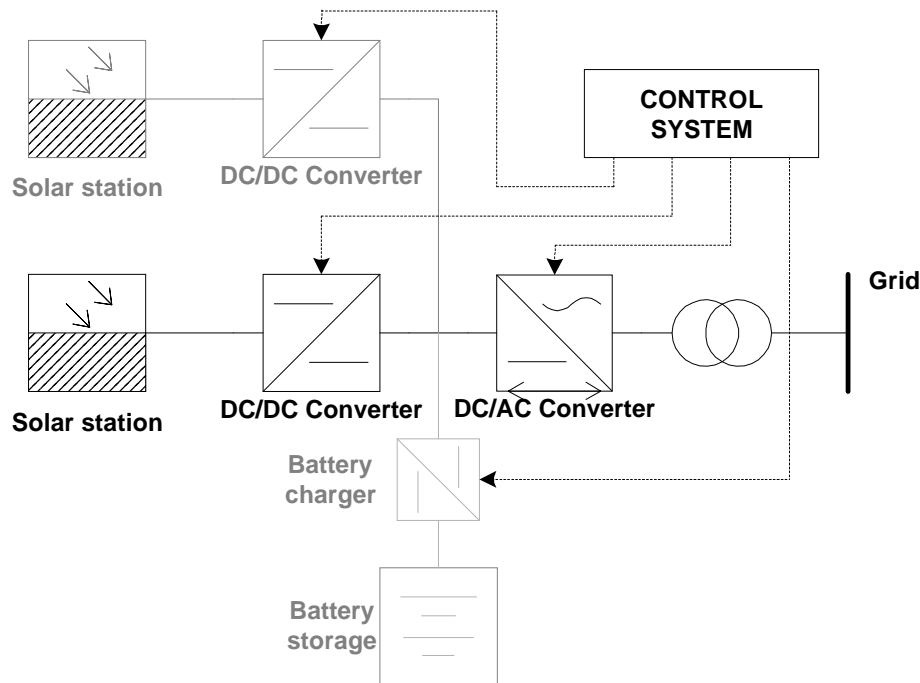 CONTROL
SYSTEM
DC/DC Converter
Solar station
Grid
Solar station
DC/DC Converter
DC/AC Converter
Battery
charger
Battery
storage